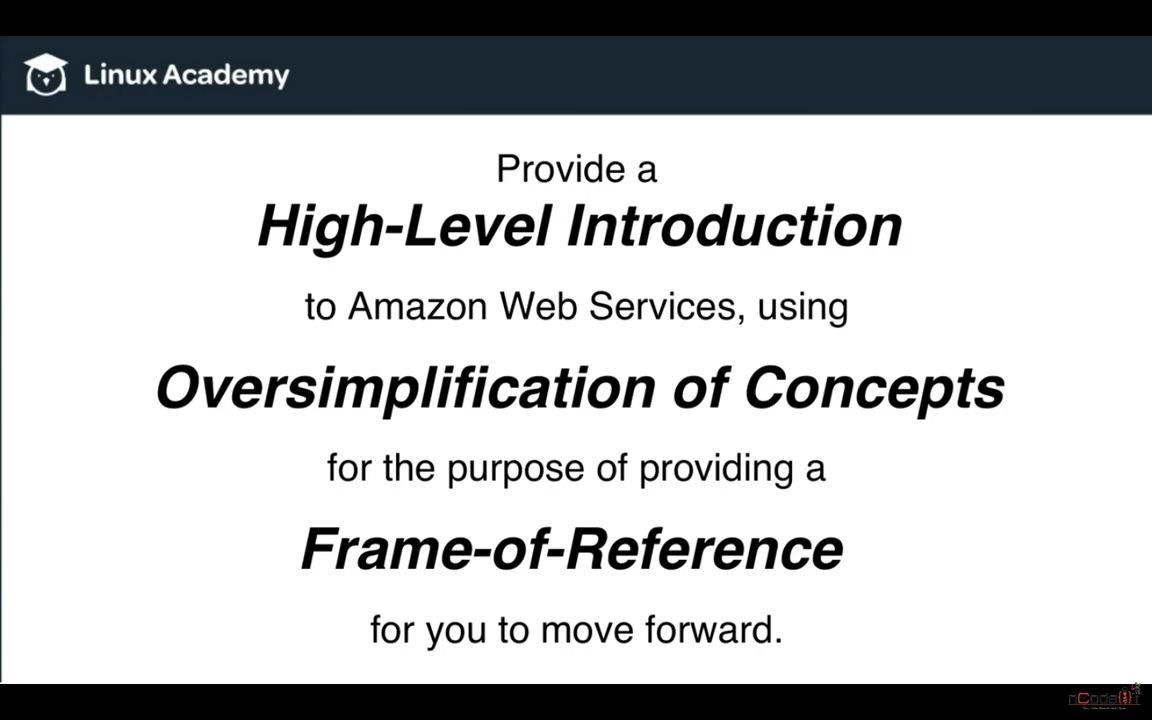 Linux Academy
Provide a
High-Level Introduction
to Amazon Web Services, using
Oversimplification of Concepts
for the purpose of providing a
Frame-of-Reference
for you to move forward.